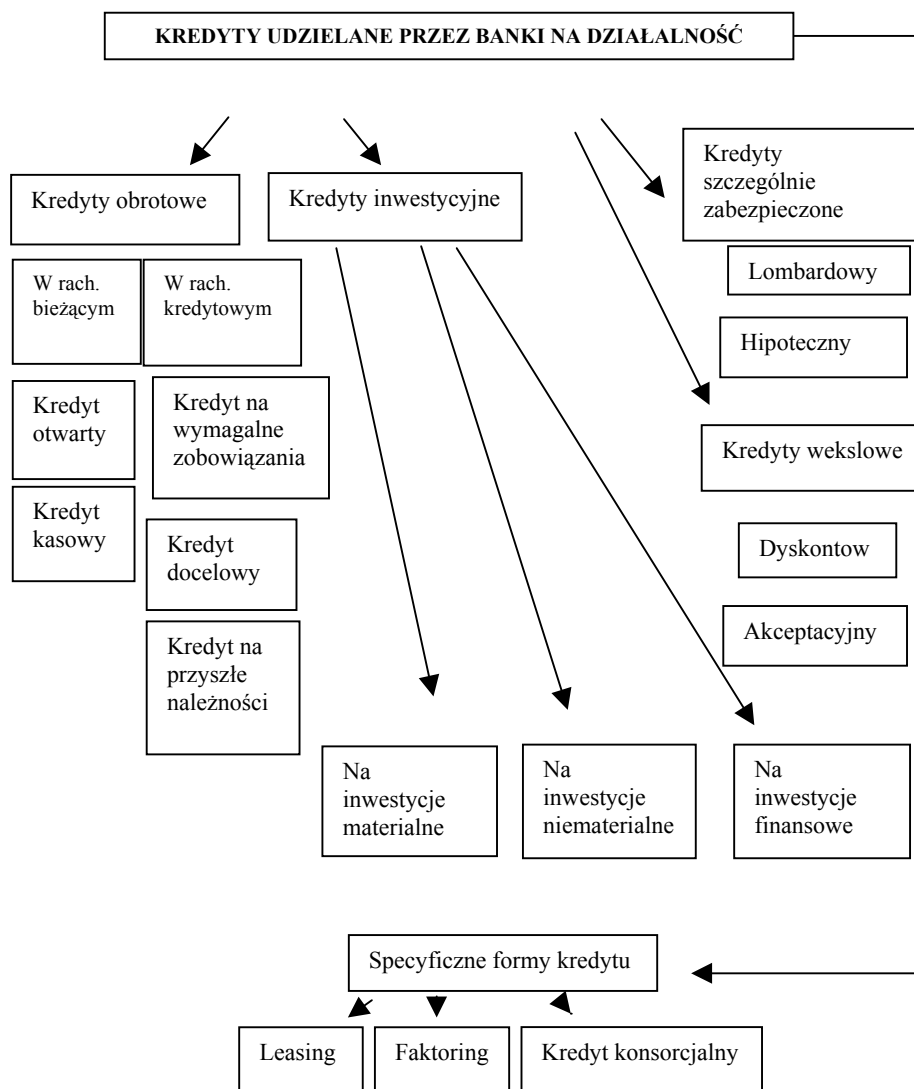 KREDYTY UDZIELANE PRZEZ BANKI NA DZIAŁALNOŚĆ
Kredyty obrotowe
Kredyty inwestycyjne
Kredyty
szczególnie
zabezpieczone
W rach.
bieżącym
W rach.
kredytowym
Lombardowy
Hipoteczny
Kredyt
otwarty
Kredyt na
wymagalne
zobowiązania
Kredyty wekslowe
Kredyt
kasowy
Kredyt
docelowy
Dyskontow
Akceptacyjny
Kredyt na
przyszłe
należności
Na
inwestycje
materialne
Na
inwestycje
niematerialne
Na
inwestycje
finansowe
Specyficzne formy kredytu
Leasing
Faktoring
Kredyt konsorcjalny